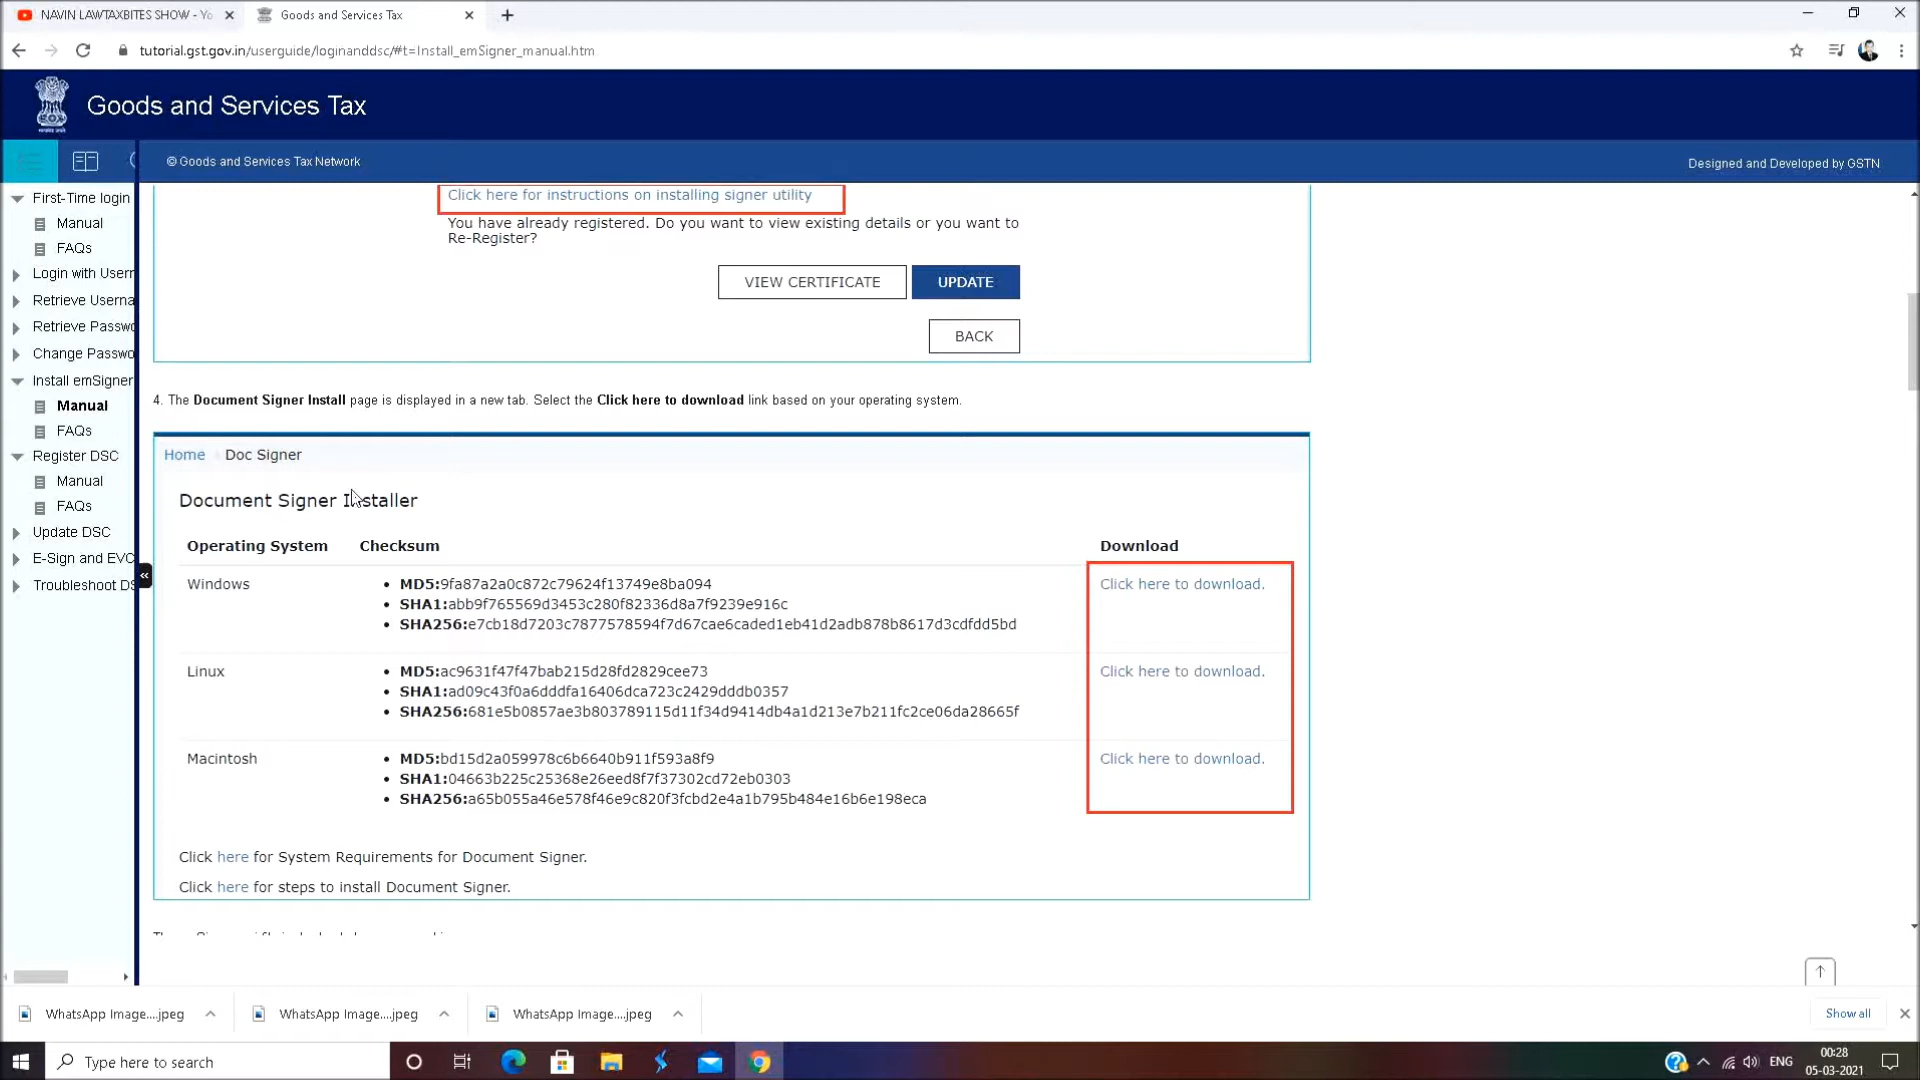 NAVIN LAWTAXBITES SHOW - Yo
Goods and Services Tax
tutorial.gst.gov.in/userguide/loginanddsc/#t=Install_emSigner_manual.htm
Goods and Services Tax
© Goods and Services Tax Network
Designed and Developed by GSTN
First-Time login
Manual
FAQs
Login with Usern
Retrieve Userna
Retrieve Passwo
Change Passwo
Install emSigner
Manual
FAQs
Register DSC
Manual
FAQs
Update DSC
E-Sign and EVC
Troubleshoot DS
Click here for instructions on installing signer utility
You have already registered. Do you want to view existing details or you want to
Re-Register?
VIEW CERTIFICATE
UPDATE
BACK
4. The Document Signer Install page is displayed in a new tab. Select the Click here to download link based on your operating system.
Home Doc Signer
Document Signer Installer
Operating System Checksum Download
Windows
• MD5:9fa87a2a0c872c79624f13749e8ba094
• SHA1:abb9f765569d3453c280f82336d8a7f9239e916c
• SHA256:e7cb18d7203c7877578594f7d67cae6caded1eb41d2adb878b8617d3cdfdd5bd
Click here to download.
Linux
• MD5:ac9631f47f47bab215d28fd2829cee73
• SHA1:ad09c43f0a6dddfa16406dca723c2429dddb0357
• SHA256:681e5b0857ae3b803789115d11f34d9414db4a1d213e7b211fc2ce06da28665f
Click here to download.
Macintosh
• MD5:bd15d2a059978c6b6640b911f593a8f9
• SHA1:04663b225c25368e26eed8f7f37302cd72eb0303
• SHA256:a65b055a46e578f46e9c820f3fcbd2e4a1b795b484e16b6e198eca
Click here to download.
Click here for System Requirements for Document Signer.
Click here for steps to install Document Signer.
WhatsApp Image....jpeg
WhatsApp Image....jpeg
WhatsApp Image....jpeg
Show all
Type here to search
ENG
00:28
05-03-2021